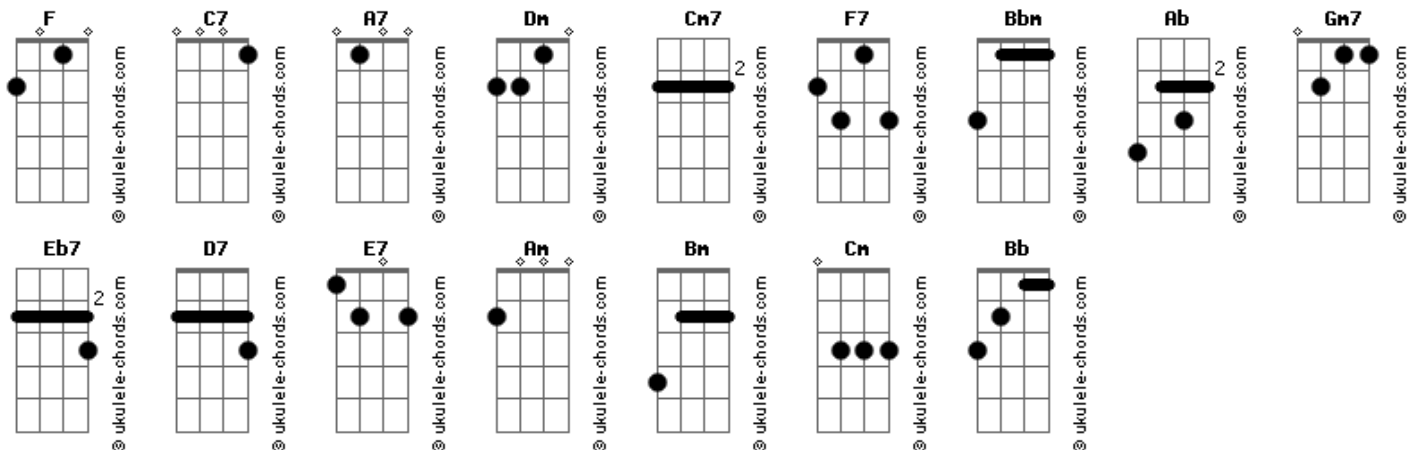 F C7 A7 Dm Cm7 F7 Bbm Ab Gm7
2 2
© ukulele-chords.com © ukulele-chords.com © ukulele-chords.com © ukulele-chords.com © ukulele-chords.com © ukulele-chords.com © ukulele-chords.com © ukulele-chords.com © ukulele-chords.com
Eb7 D7 E7 Am Bm Cm Bb
2
© ukulele-chords.com © ukulele-chords.com © ukulele-chords.com © ukulele-chords.com © ukulele-chords.com © ukulele-chords.com © ukulele-chords.com